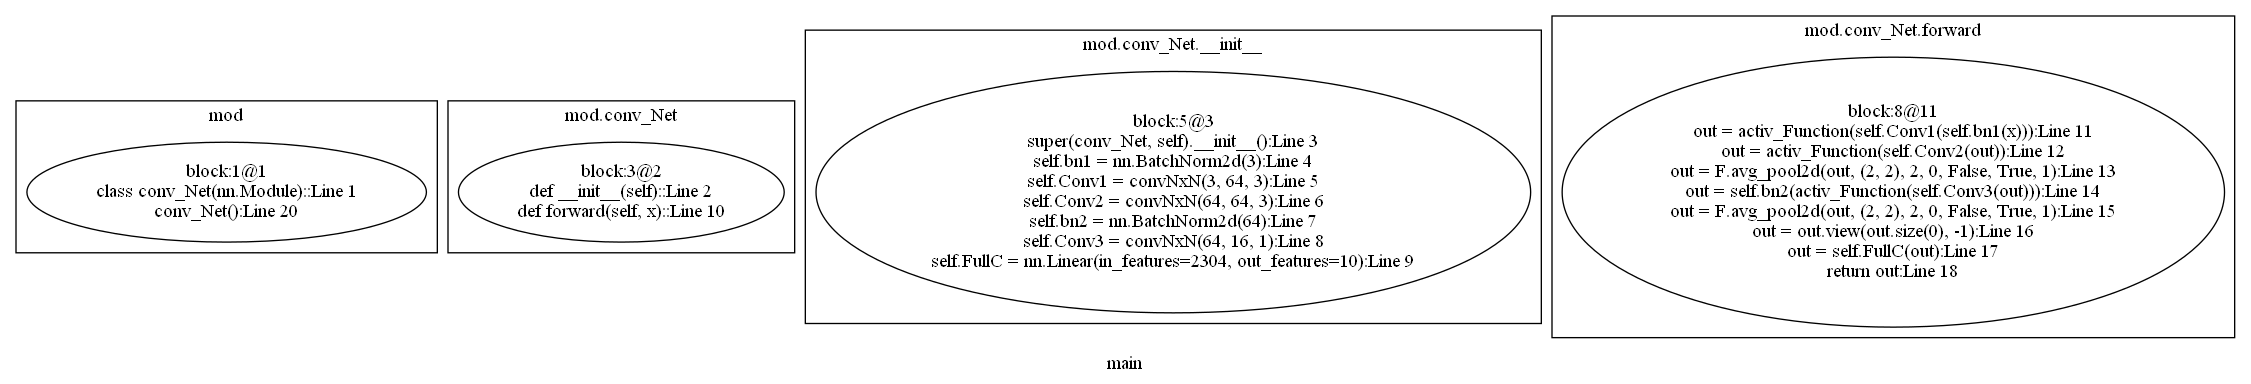 mod
block:1@1
class conv_Net(nn.Module)::Line 1
conv_Net():Line 20
mod.conv_Net
block:3@2
def __init__(self)::Line 2
def forward(self, x)::Line 10
mod.conv_Net.__init__
block:5@3
super(conv_Net, self).__init__():Line 3
self.bn1 = nn.BatchNorm2d(3):Line 4
self.Conv1 = convNxN(3, 64, 3):Line 5
self.Conv2 = convNxN(64, 64, 3):Line 6
self.bn2 = nn.BatchNorm2d(64):Line 7
self.Conv3 = convNxN(64, 16, 1):Line 8
self.FullC = nn.Linear(in_features=2304, out_features=10):Line 9
mod.conv_Net.forward
block:8@11
out = activ_Function(self.Conv1(self.bn1(x))):Line 11
out = activ_Function(self.Conv2(out)):Line 12
out = F.avg_pool2d(out, (2, 2), 2, 0, False, True, 1):Line 13
out = self.bn2(activ_Function(self.Conv3(out))):Line 14
out = F.avg_pool2d(out, (2, 2), 2, 0, False, True, 1):Line 15
out = out.view(out.size(0), -1):Line 16
out = self.FullC(out):Line 17
return out:Line 18
main